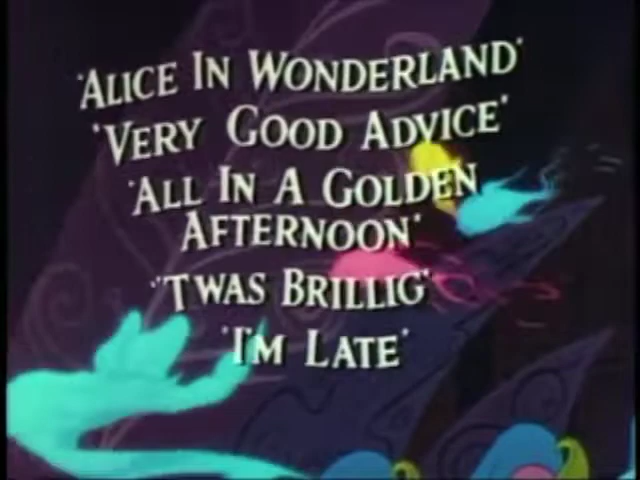 'ALICE IN WONDERLAND'
'VERY GOOD ADVICE'
'ALL IN A GOLDEN
AFTERNOON'
'TWAS BRILLIG'
'I'M LATE'